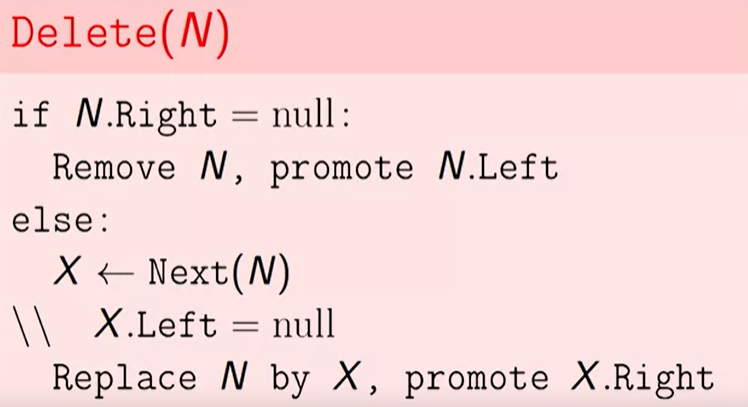 Delete(N)
if N.Right = null:
Remove N, promote N.Left
else:
X ← Next(N)
\\ X.Left = null
Replace N by X, promote X.Right